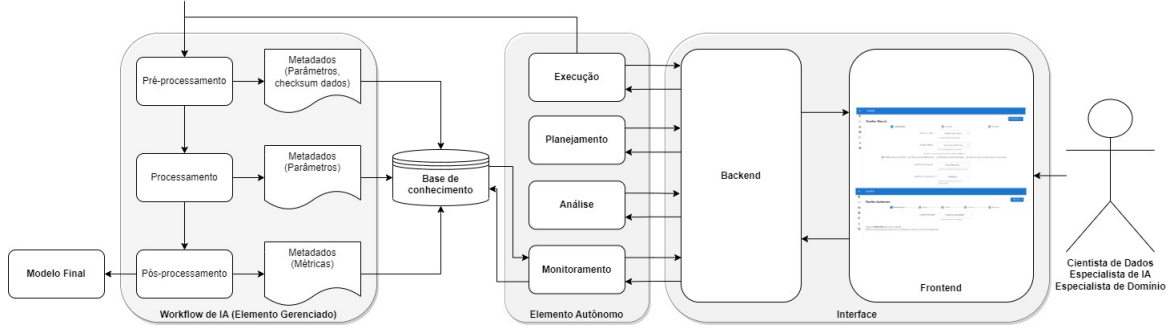 Pré-processamento
Metadados
(Parâmetros,
checksum dados)
Processamento
Metadados
(Parâmetros)
Base de
conhecimento
Modelo Final
Pós-processamento
Metadados
(Métricas)
Workflow de IA (Elemento Gerenciado)
Execução
Planejamento
Análise
Monitoramento
Elemento Autônomo
Backend
Frontend
Interface
Cientista de Dados
Especialista de IA
Especialista de Domínio